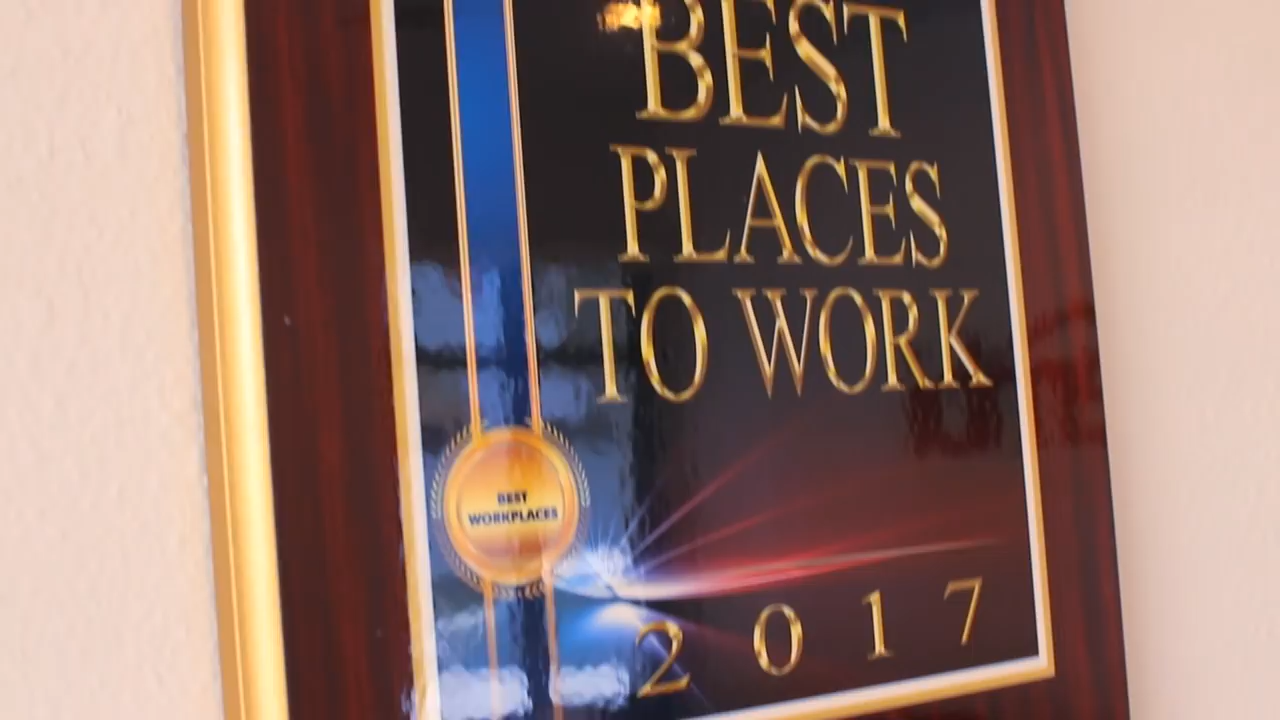 BEST
PLACES
TO WORK
BEST
WORKPLACES
2017